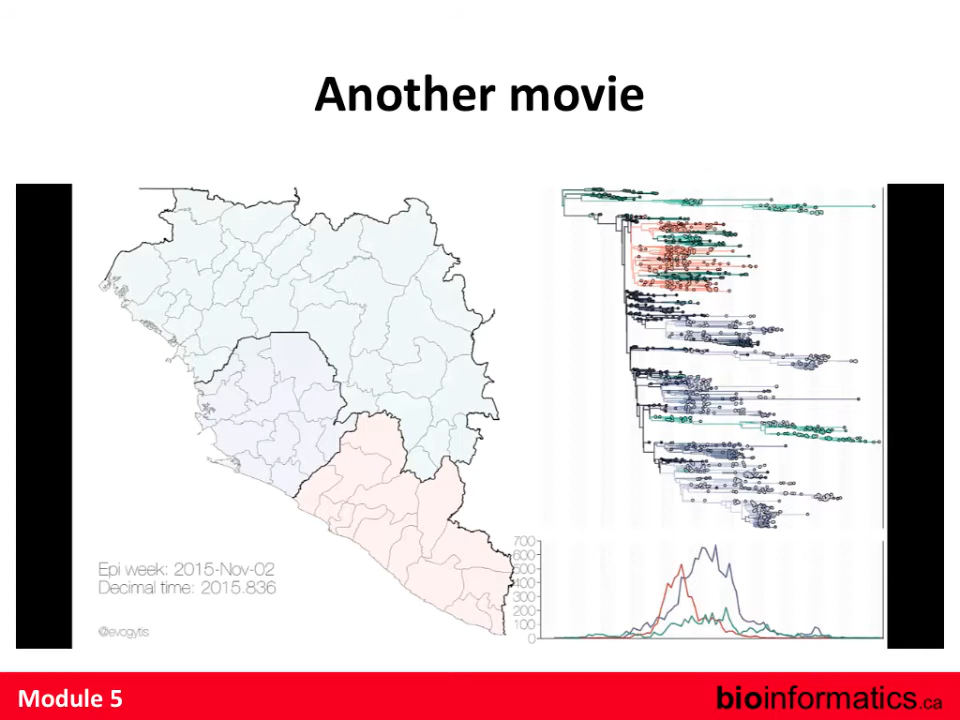 Another movie
Epi week: 2015-Nov-02
Decimal time: 2015.836
@evogytis
700
600
500
400
300
200
100
0
Module 5
bioinformatics.ca